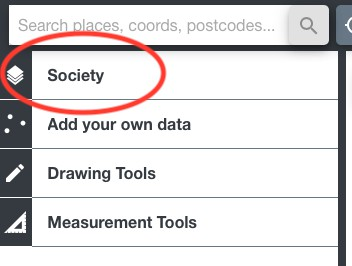 Search places, coords, postcodes...
Society
Add your own data
Drawing Tools
Measurement Tools